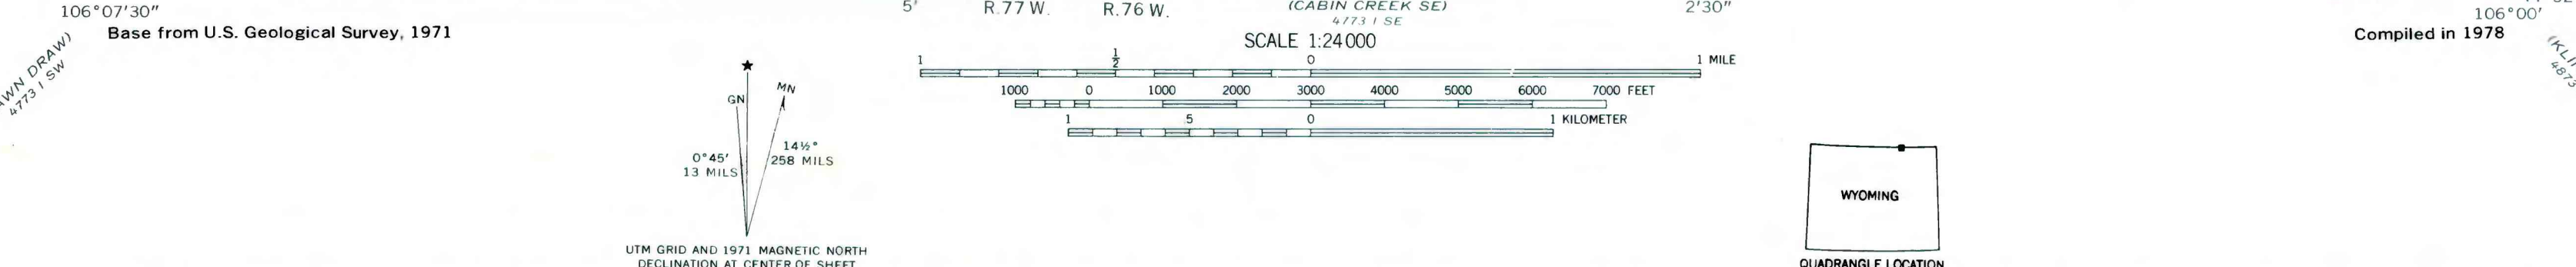 106°07'30"
5'
R.77 W.
R.76 W.
(CABIN CREEK SE)
4773 I SE
2'30"
106°00'
Base from U.S. Geological Survey, 1971
Compiled in 1978
4773 I SW
SCALE 1:24 000
1 ½ 0 1 MILE
1000 0 1000 2000 3000 4000 5000 6000 7000 FEET
1 .5 0 1 KILOMETER
★
GN
MN
0°45'
13 MILS
14½°
258 MILS
UTM GRID AND 1971 MAGNETIC NORTH
DECLINATION AT CENTER OF SHEET
WYOMING
QUADRANGLE LOCATION